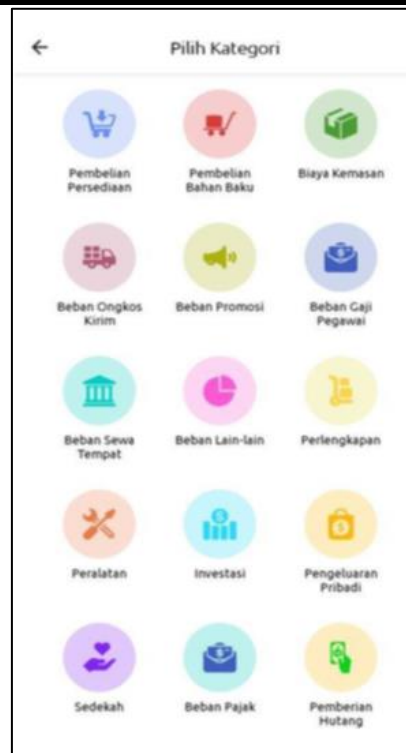 Pilih Kategori
Pembelian
Persediaan
Pembelian
Bahan Baku
Biaya Kemasan
Beban Ongkos
Kirim
Beban Promosi
Beban Gaji
Pegawai
Beban Sewa
Tempat
Beban Lain-lain
Perlengkapan
Peralatan
Investasi
Pengeluaran
Pribadi
Sedekah
Beban Pajak
Pemberian
Hutang